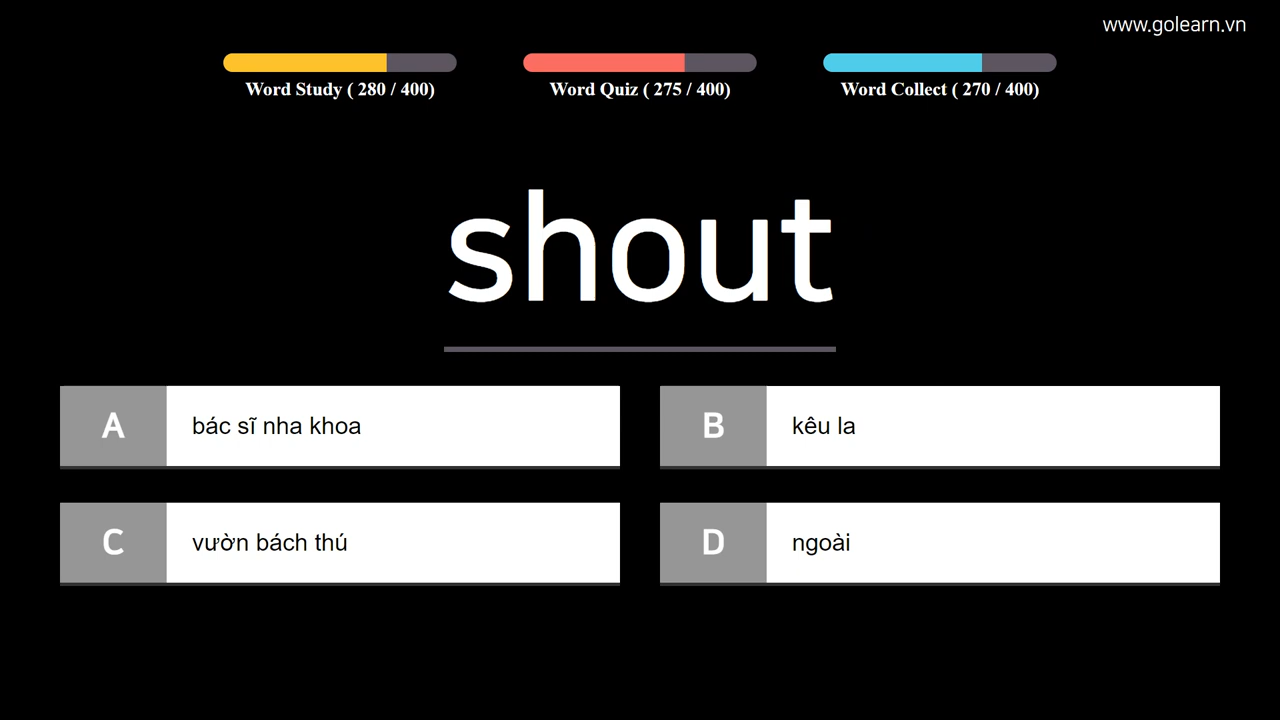 www.golearn.vn
Word Study ( 280 / 400)
Word Quiz ( 275 / 400)
Word Collect ( 270 / 400)
shout
A bác sĩ nha khoa
B kêu la
C vườn bách thú
D ngoài